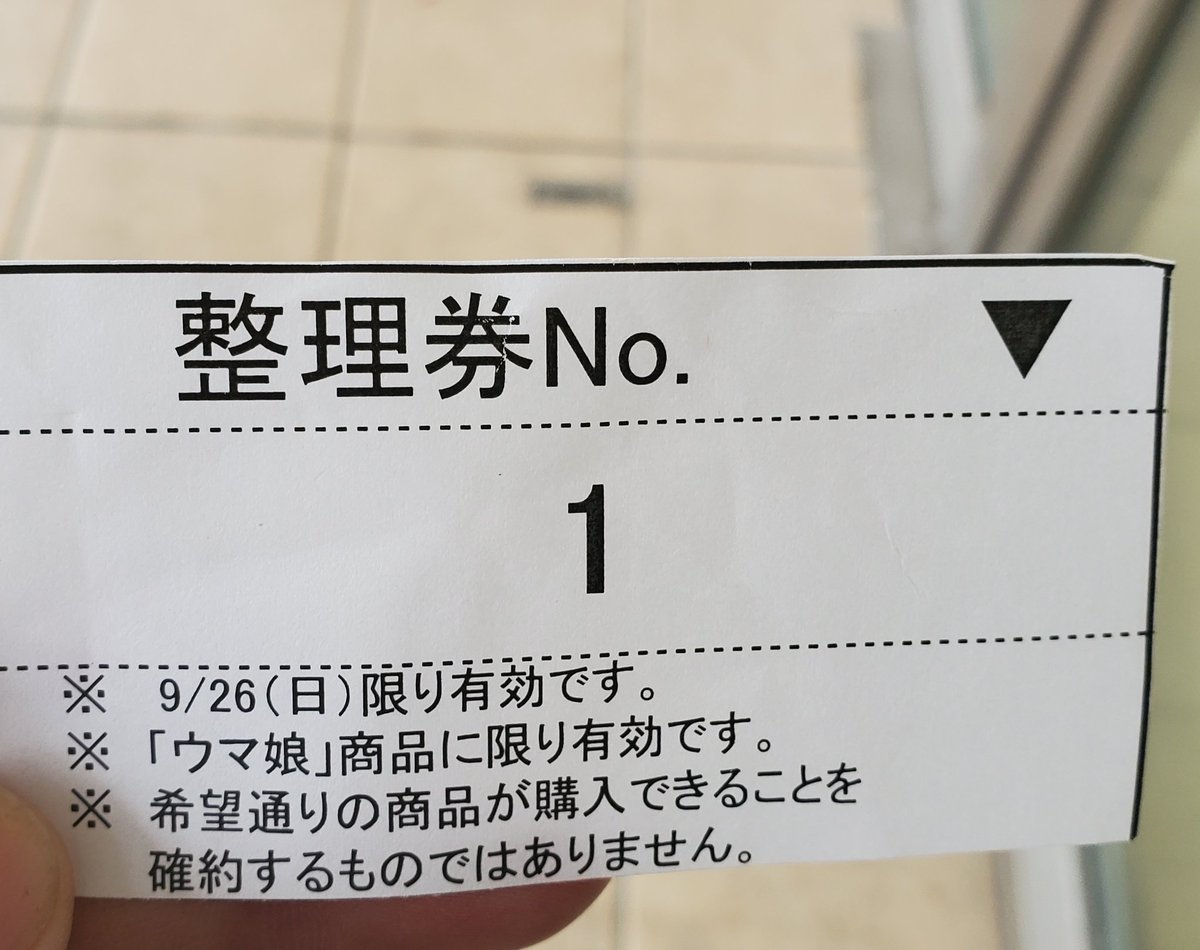 整理券No. ▼
1
※ 9/26(日)限り有効です。
※ 「ウマ娘」商品に限り有効です。
※ 希望通りの商品が購入できることを
確約するものではありません。